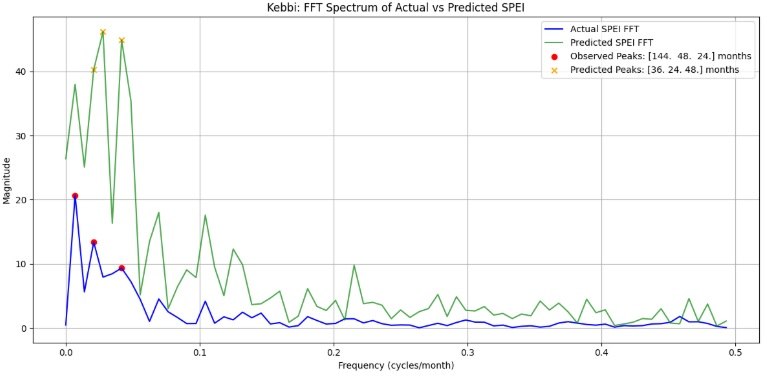 Kebbi: FFT Spectrum of Actual vs Predicted SPEI
Actual SPEI FFT
Predicted SPEI FFT
Observed Peaks: [144. 48. 24.] months
Predicted Peaks: [36. 24. 48.] months
Magnitude
40
30
20
10
0
0.0 0.1 0.2 0.3 0.4 0.5
Frequency (cycles/month)